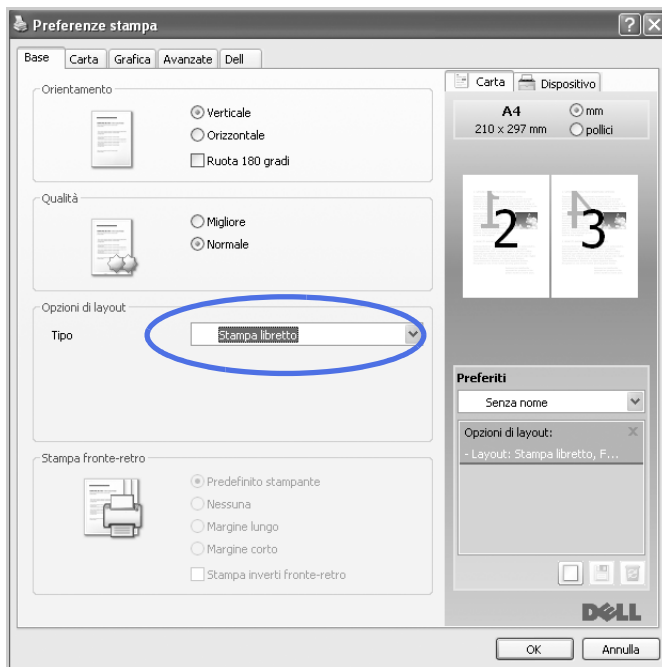 Preferenze stampa
Base Carta Grafica Avanzate Dell
Orientamento
Verticale
Orizzontale
Ruota 180 gradi
Qualità
Migliore
Normale
Opzioni di layout
Tipo
Stampa libretto
Stampa fronte-retro
Predefinito stampante
Nessuna
Margine lungo
Margine corto
Stampa inverti fronte-retro
Carta Dispositivo
A4
210 x 297 mm
mm
pollici
1 2
4 3
Preferiti
Senza nome
Opzioni di layout:
- Layout: Stampa libretto, F...
DELL
OK Annulla